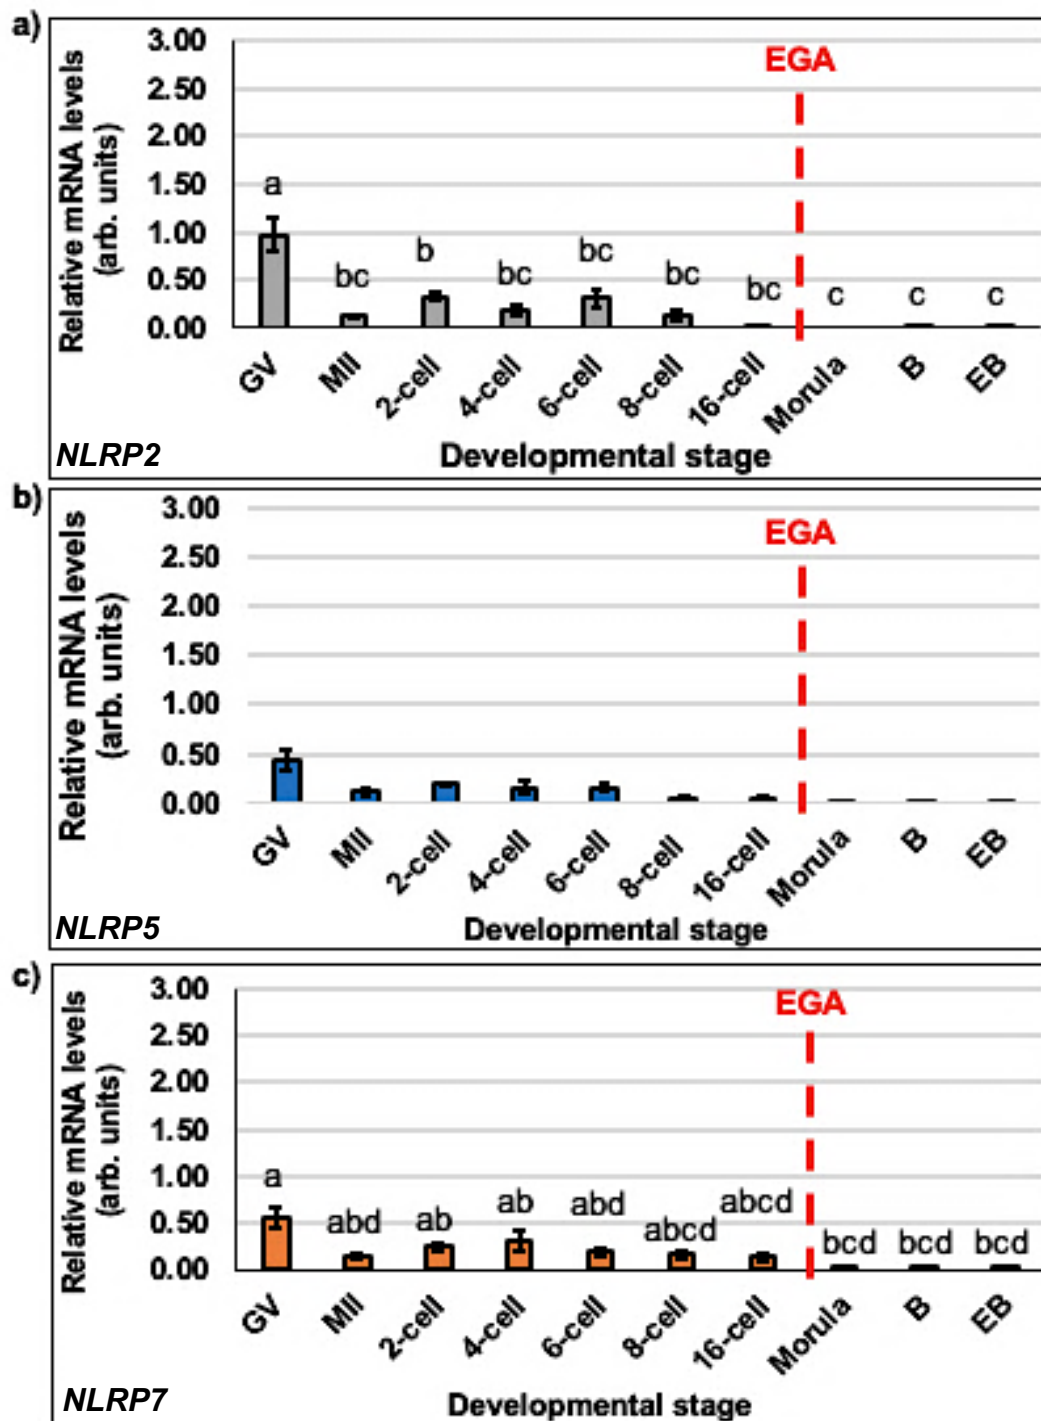 a)
Relative mRNA levels
(arb. units)
3.00
2.50
2.00
1.50
1.00
0.50
0.00
EGA
a
bc
b
bc
bc
bc
bc
c
c
c
GV
MII
2-cell
4-cell
6-cell
8-cell
16-cell
Morula
B
EB
NLRP2
Developmental stage
b)
Relative mRNA levels
(arb. units)
3.00
2.50
2.00
1.50
1.00
0.50
0.00
EGA
GV
MII
2-cell
4-cell
6-cell
8-cell
16-cell
Morula
B
EB
NLRP5
Developmental stage
c)
Relative mRNA levels
(arb. units)
3.00
2.50
2.00
1.50
1.00
0.50
0.00
EGA
a
abd
ab
ab
abd
abcd
abcd
bcd
bcd
bcd
GV
MII
2-cell
4-cell
6-cell
8-cell
16-cell
Morula
B
EB
NLRP7
Developmental stage